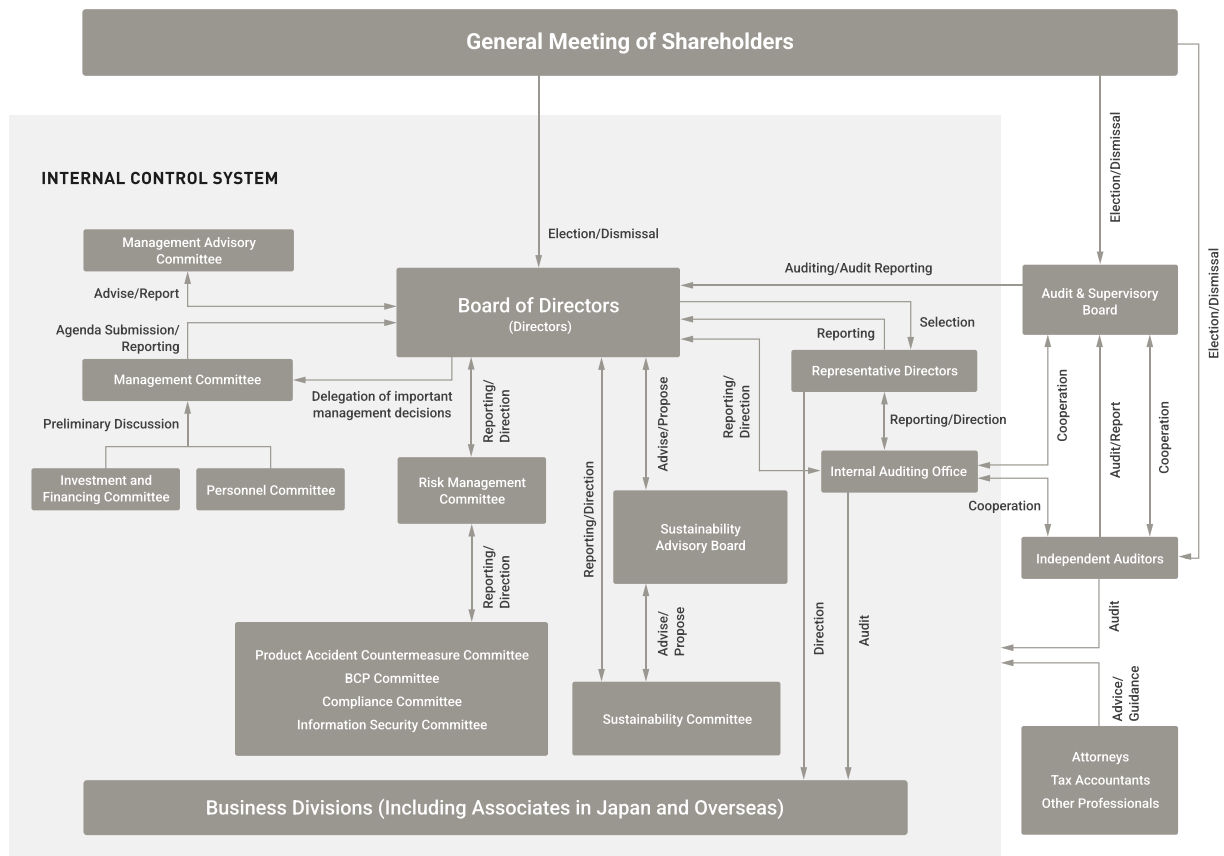 General Meeting of Shareholders
INTERNAL CONTROL SYSTEM
Election/Dismissal
Election/Dismissal
Election/Dismissal
Management Advisory
Committee
Advise/Report
Agenda Submission/
Reporting
Management Committee
Preliminary Discussion
Investment and
Financing Committee
Personnel Committee
Board of Directors
(Directors)
Delegation of important
management decisions
Reporting/
Direction
Risk Management
Committee
Reporting/
Direction
Product Accident Countermeasure Committee
BCP Committee
Compliance Committee
Information Security Committee
Reporting/Direction
Advise/Propose
Sustainability
Advisory Board
Advise/
Propose
Sustainability Committee
Reporting/
Direction
Auditing/Audit Reporting
Selection
Reporting
Representative Directors
Reporting/Direction
Internal Auditing Office
Direction
Audit
Audit & Supervisory
Board
Cooperation
Audit/Report
Cooperation
Cooperation
Independent Auditors
Audit
Advice/
Guidance
Attorneys
Tax Accountants
Other Professionals
Business Divisions (Including Associates in Japan and Overseas)